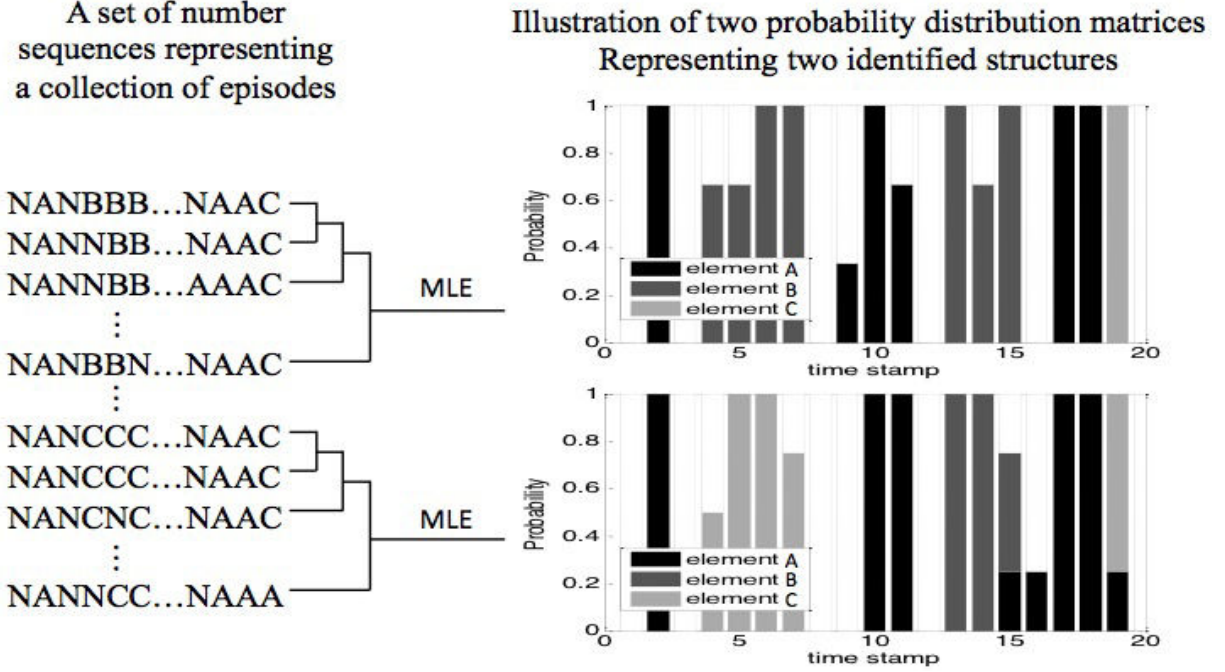 A set of number
sequences representing
a collection of episodes
Illustration of two probability distribution matrices
Representing two identified structures
NANBBB...NAAC
NANNBB...NAAC
NANNBB...AAAC
⋮
NANBBN...NAAC
⋮
NANCCC...NAAC
NANCCC...NAAC
NANCNC...NAAC
⋮
NANNCC...NAAA
MLE
MLE
1
0.8
0.6
0.4
0.2
0
Probability
element A
element B
element C
0 5 10 15 20
time stamp
1
0.8
0.6
0.4
0.2
0
Probability
element A
element B
element C
0 5 10 15 20
time stamp